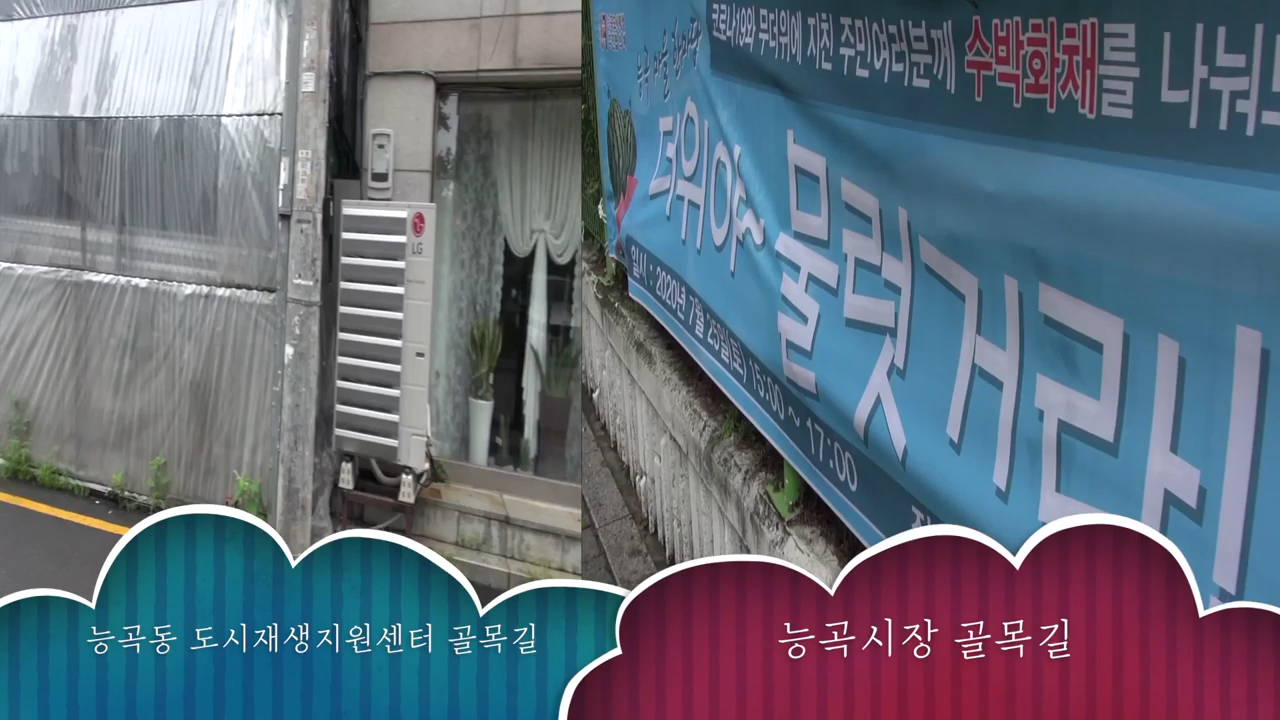 LG
코로나19와 무더위에 지친 주민여러분께 수박화채를 나눠드
더위야~ 물럿거라!
일시 : 2020년 7월 25일(토) 15:00 ~ 17:00
능곡동 도시재생지원센터 골목길
능곡시장 골목길